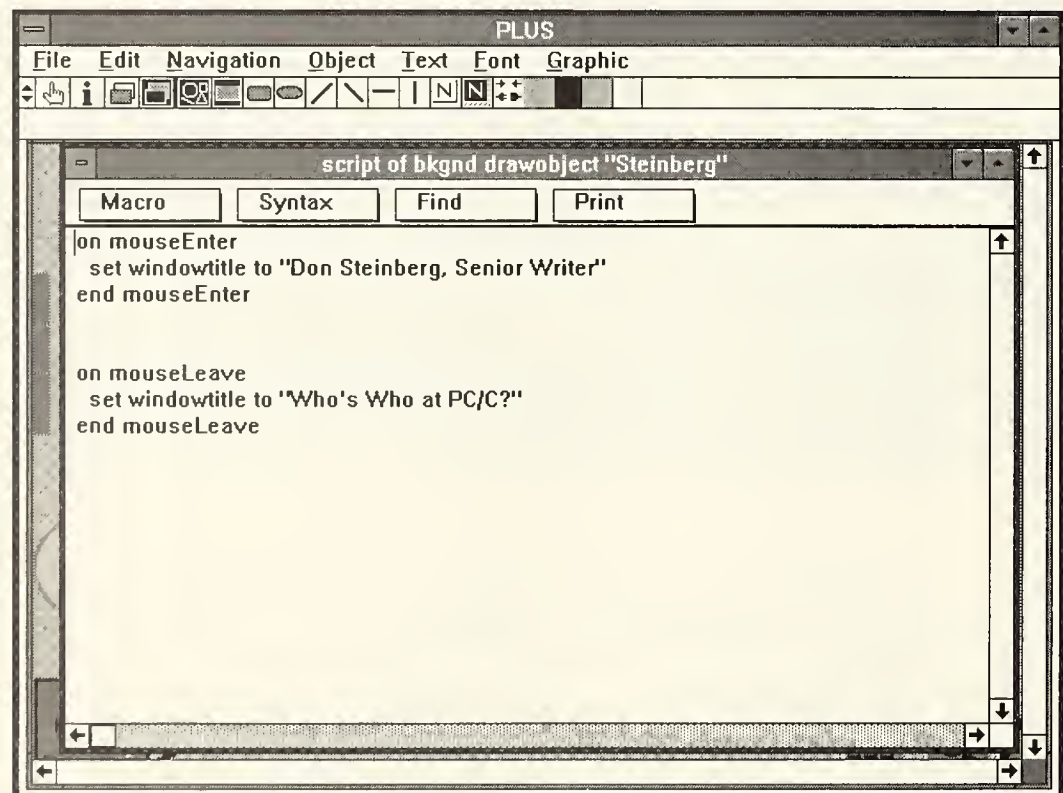 PLUS
File Edit Navigation Object Text Font Graphic
i N N
script of bkgnd drawobject "Steinberg"
Macro Syntax Find Print
on mouseEnter
set windowtitle to "Don Steinberg, Senior Writer"
end mouseEnter
on mouseLeave
set windowtitle to "Who's Who at PC/C?"
end mouseLeave